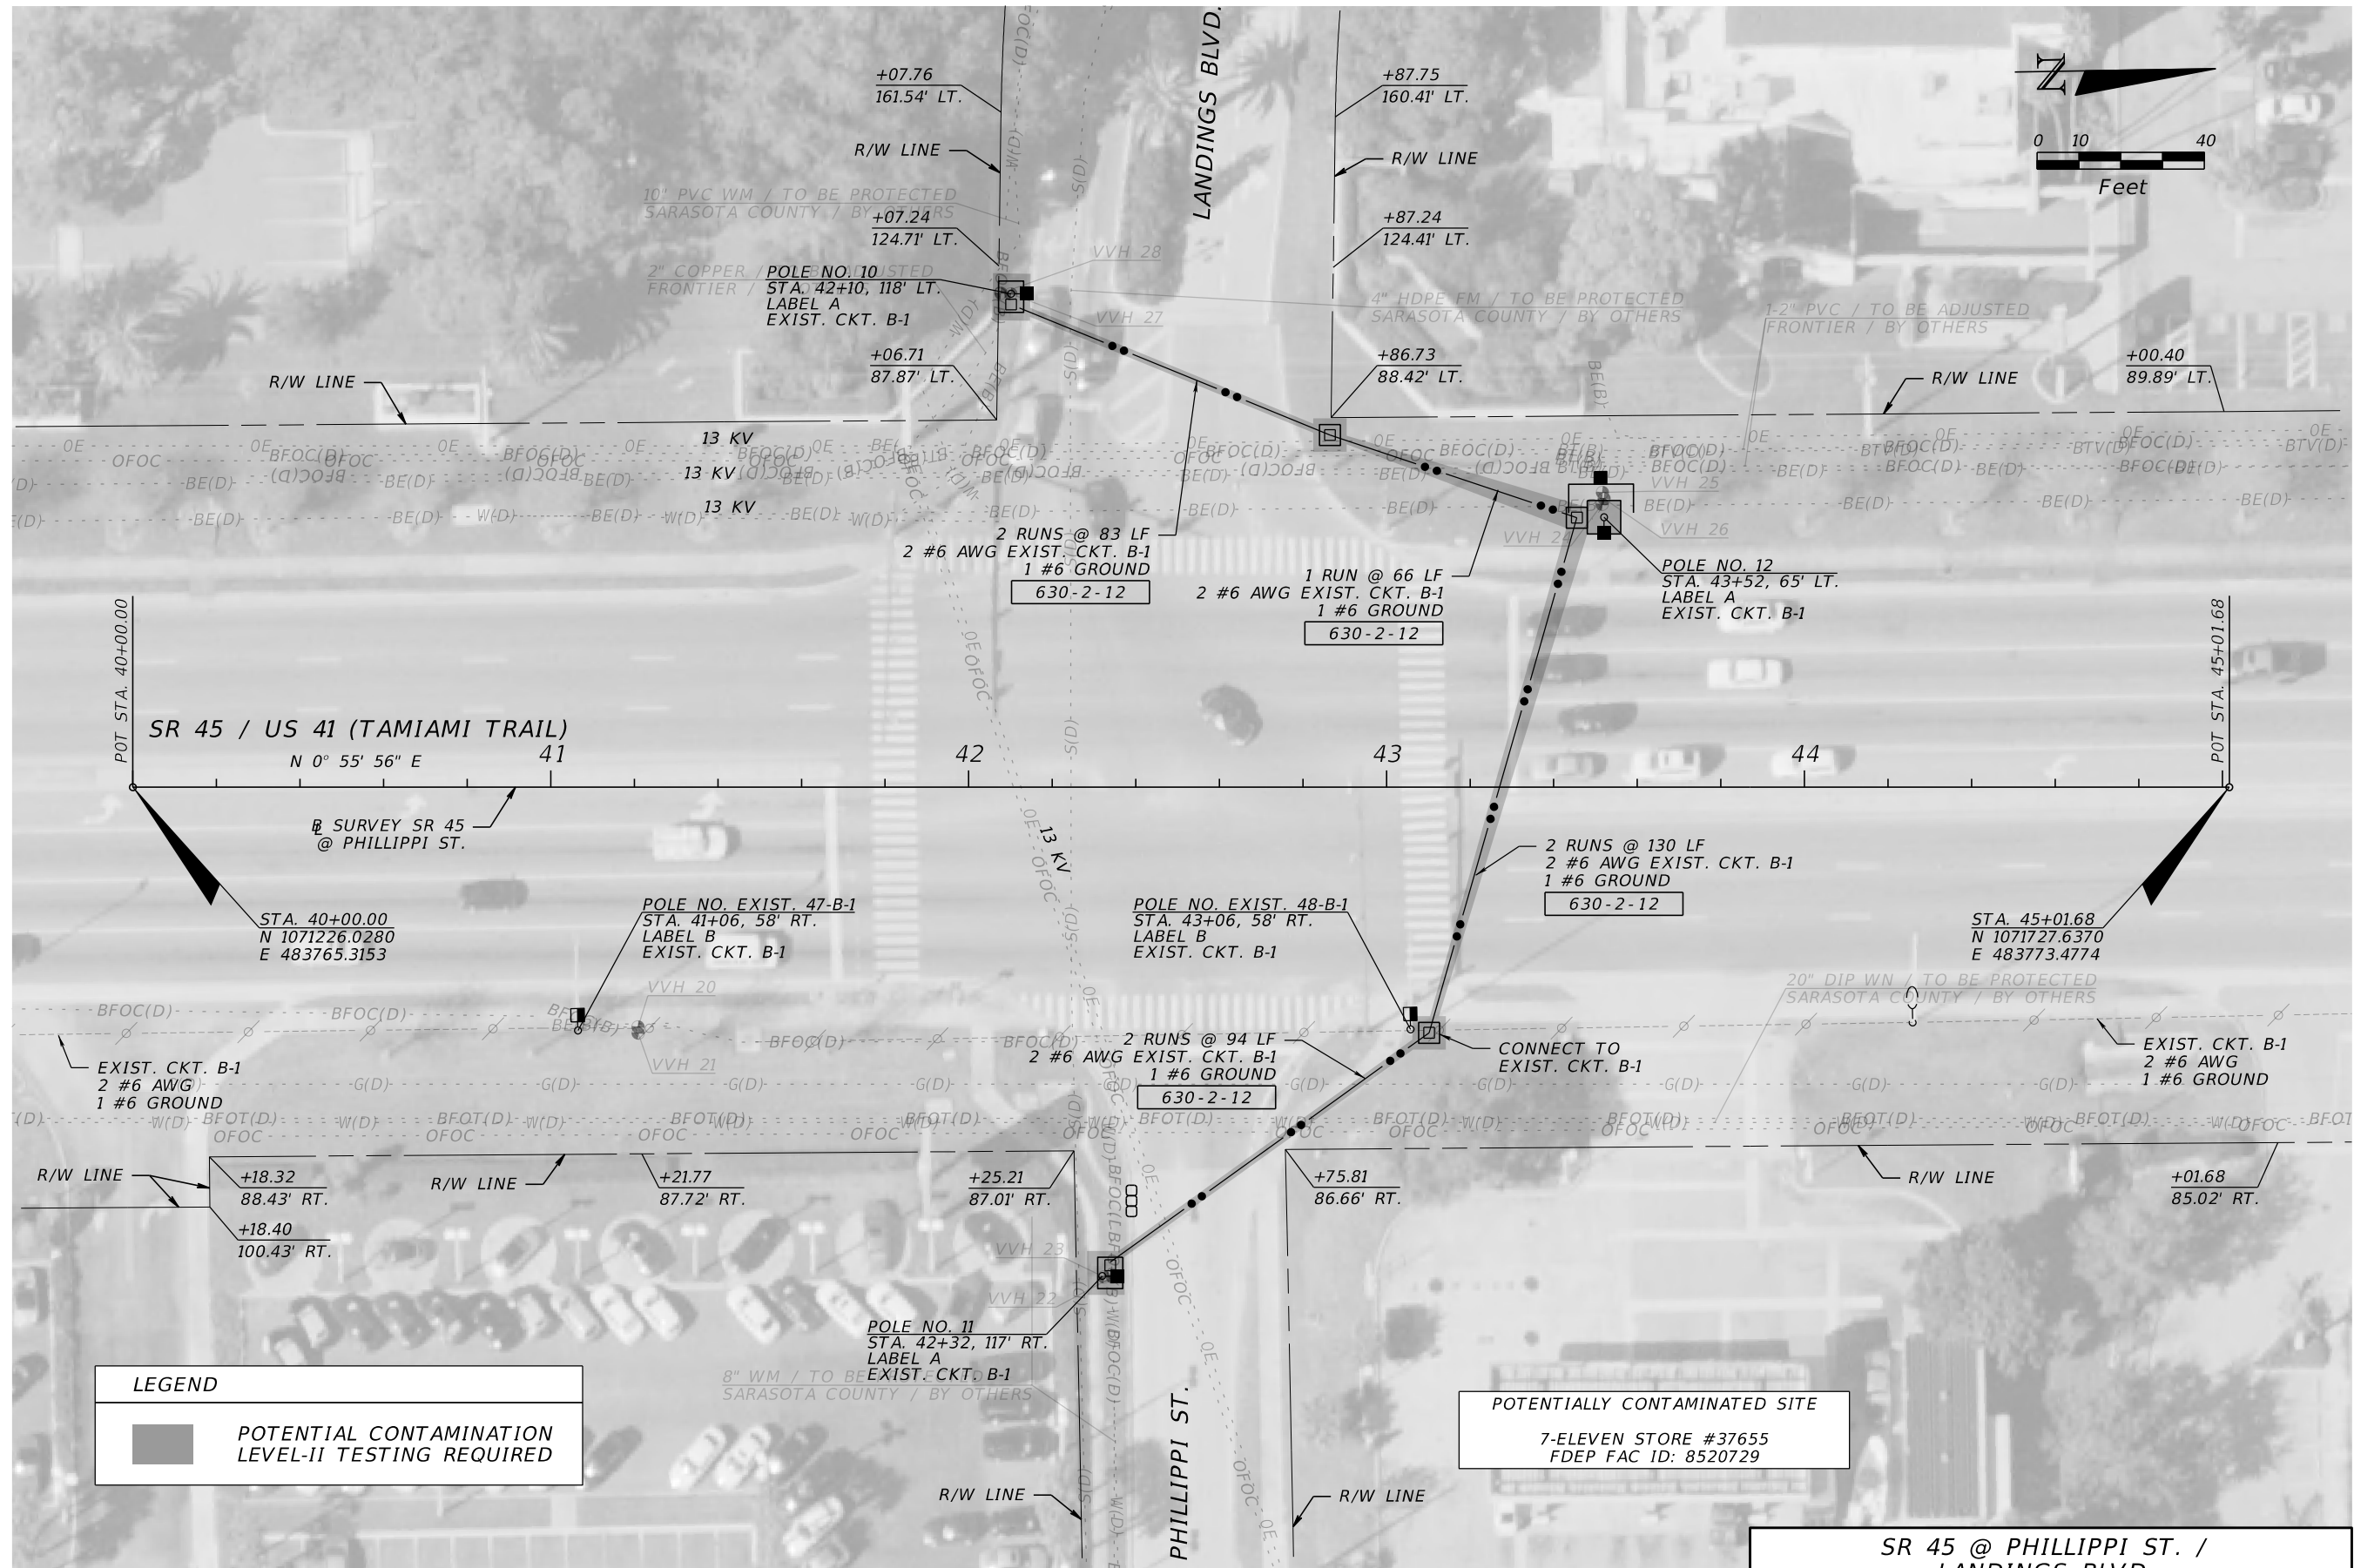 LANDINGS BLVD.
+07.76
161.54' LT.
+87.75
160.41' LT.
N
0 10 40
Feet
R/W LINE
R/W LINE
10" PVC WM / TO BE PROTECTED
SARASOTA COUNTY / BY OTHERS
+07.24
124.71' LT.
+87.24
124.41' LT.
VVH 28
2" COPPER /
FRONTIER /
POLE NO. 10
STA. 42+10, 118' LT.
LABEL A
EXIST. CKT. B-1
VVH 27
4" HDPE FM / TO BE PROTECTED
SARASOTA COUNTY / BY OTHERS
1-2" PVC / TO BE ADJUSTED
FRONTIER / BY OTHERS
+06.71
87.87' LT.
+86.73
88.42' LT.
+00.40
89.89' LT.
R/W LINE
R/W LINE
13 KV
13 KV
13 KV
VVH 25
VVH 26
2 RUNS @ 83 LF
2 #6 AWG EXIST. CKT. B-1
1 #6 GROUND
630-2-12
1 RUN @ 66 LF
2 #6 AWG EXIST. CKT. B-1
1 #6 GROUND
630-2-12
POLE NO. 12
STA. 43+52, 65' LT.
LABEL A
EXIST. CKT. B-1
POT STA. 40+00.00
POT STA. 45+01.68
SR 45 / US 41 (TAMIAMI TRAIL)
N 0° 55' 56" E
41 42 43 44
B SURVEY SR 45
@ PHILLIPPI ST.
13 KV
2 RUNS @ 130 LF
2 #6 AWG EXIST. CKT. B-1
1 #6 GROUND
630-2-12
STA. 40+00.00
N 1071226.0280
E 483765.3153
POLE NO. EXIST. 47-B-1
STA. 41+06, 58' RT.
LABEL B
EXIST. CKT. B-1
POLE NO. EXIST. 48-B-1
STA. 43+06, 58' RT.
LABEL B
EXIST. CKT. B-1
STA. 45+01.68
N 1071727.6370
E 483773.4774
VVH 20
VVH 21
20" DIP WN / TO BE PROTECTED
SARASOTA COUNTY / BY OTHERS
EXIST. CKT. B-1
2 #6 AWG
1 #6 GROUND
2 RUNS @ 94 LF
2 #6 AWG EXIST. CKT. B-1
1 #6 GROUND
630-2-12
CONNECT TO
EXIST. CKT. B-1
EXIST. CKT. B-1
2 #6 AWG
1 #6 GROUND
R/W LINE
+18.32
88.43' RT.
+18.40
100.43' RT.
R/W LINE
+21.77
87.72' RT.
+25.21
87.01' RT.
+75.81
86.66' RT.
R/W LINE
+01.68
85.02' RT.
VVH 23
VVH 22
POLE NO. 11
STA. 42+32, 117' RT.
LABEL A
EXIST. CKT. B-1
8" WM / TO BE
SARASOTA COUNTY / BY OTHERS
PHILLIPPI ST.
R/W LINE
R/W LINE
LEGEND
POTENTIAL CONTAMINATION
LEVEL-II TESTING REQUIRED
POTENTIALLY CONTAMINATED SITE
7-ELEVEN STORE #37655
FDEP FAC ID: 8520729
SR 45 @ PHILLIPPI ST. /
LANDINGS BLVD.